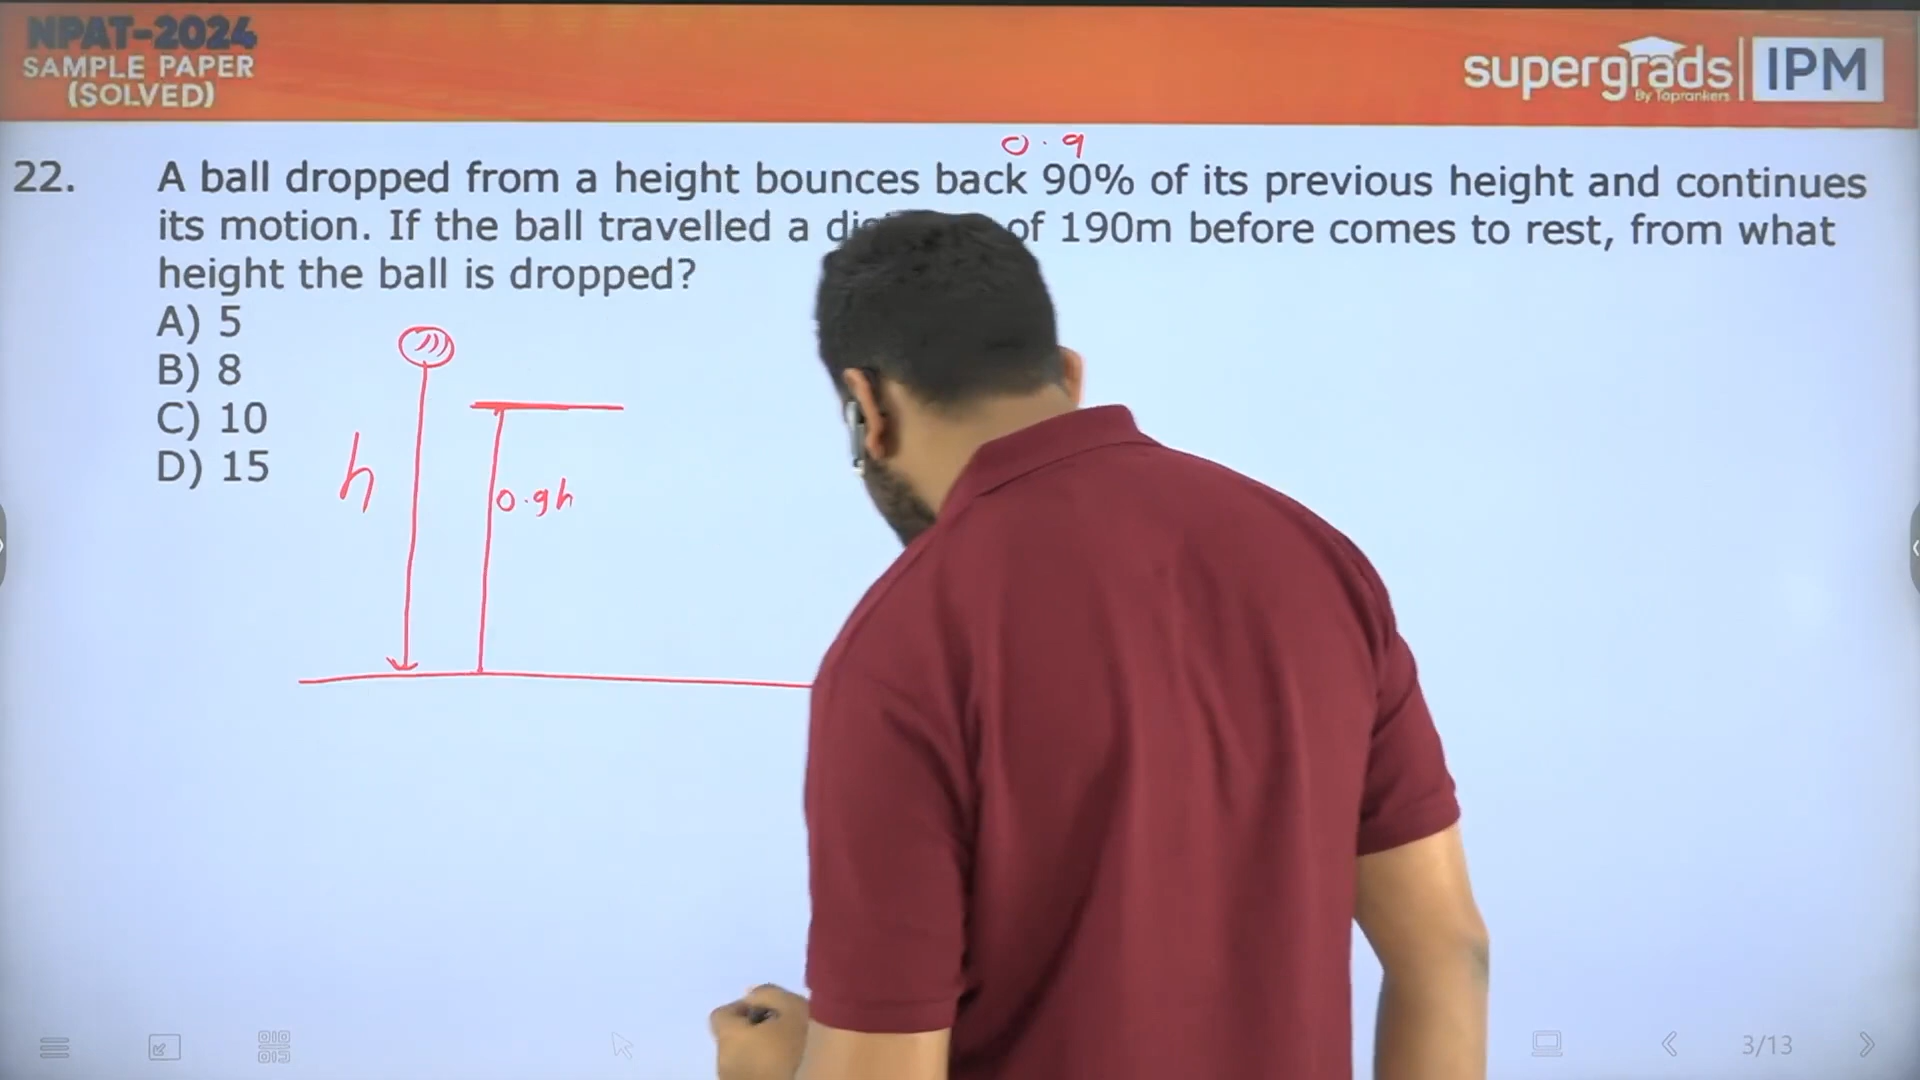 NPAT-2024
SAMPLE PAPER
(SOLVED)
supergrads
By Toprankers
IPM
0.9
22. A ball dropped from a height bounces back 90% of its previous height and continues
its motion. If the ball travelled a of 190m before comes to rest, from what
height the ball is dropped?
A) 5
B) 8
C) 10
D) 15
h
0.9h
3/13